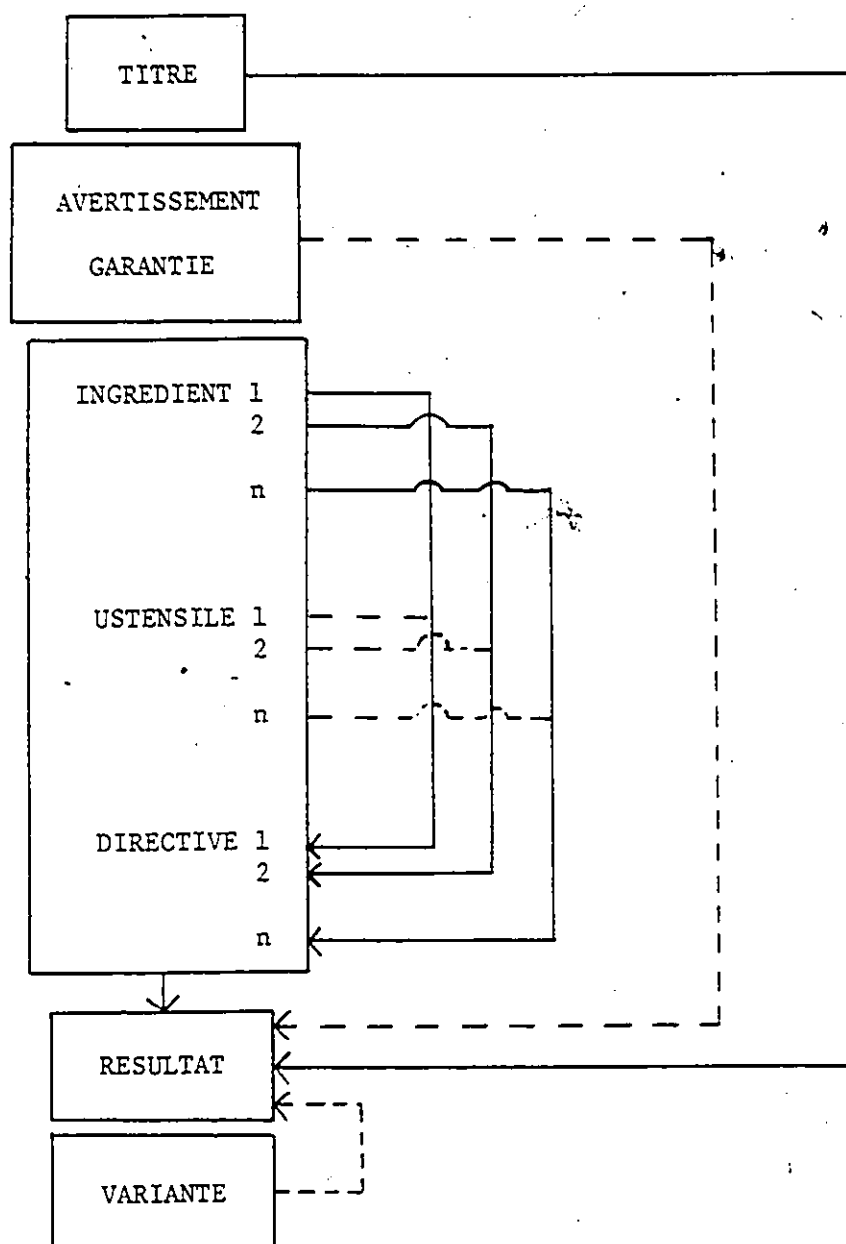 TITRE
AVERTISSEMENT
GARANTIE
INGREDIENT 1
2
n
USTENSILE 1
2
n
DIRECTIVE 1
2
n
RESULTAT
VARIANTE